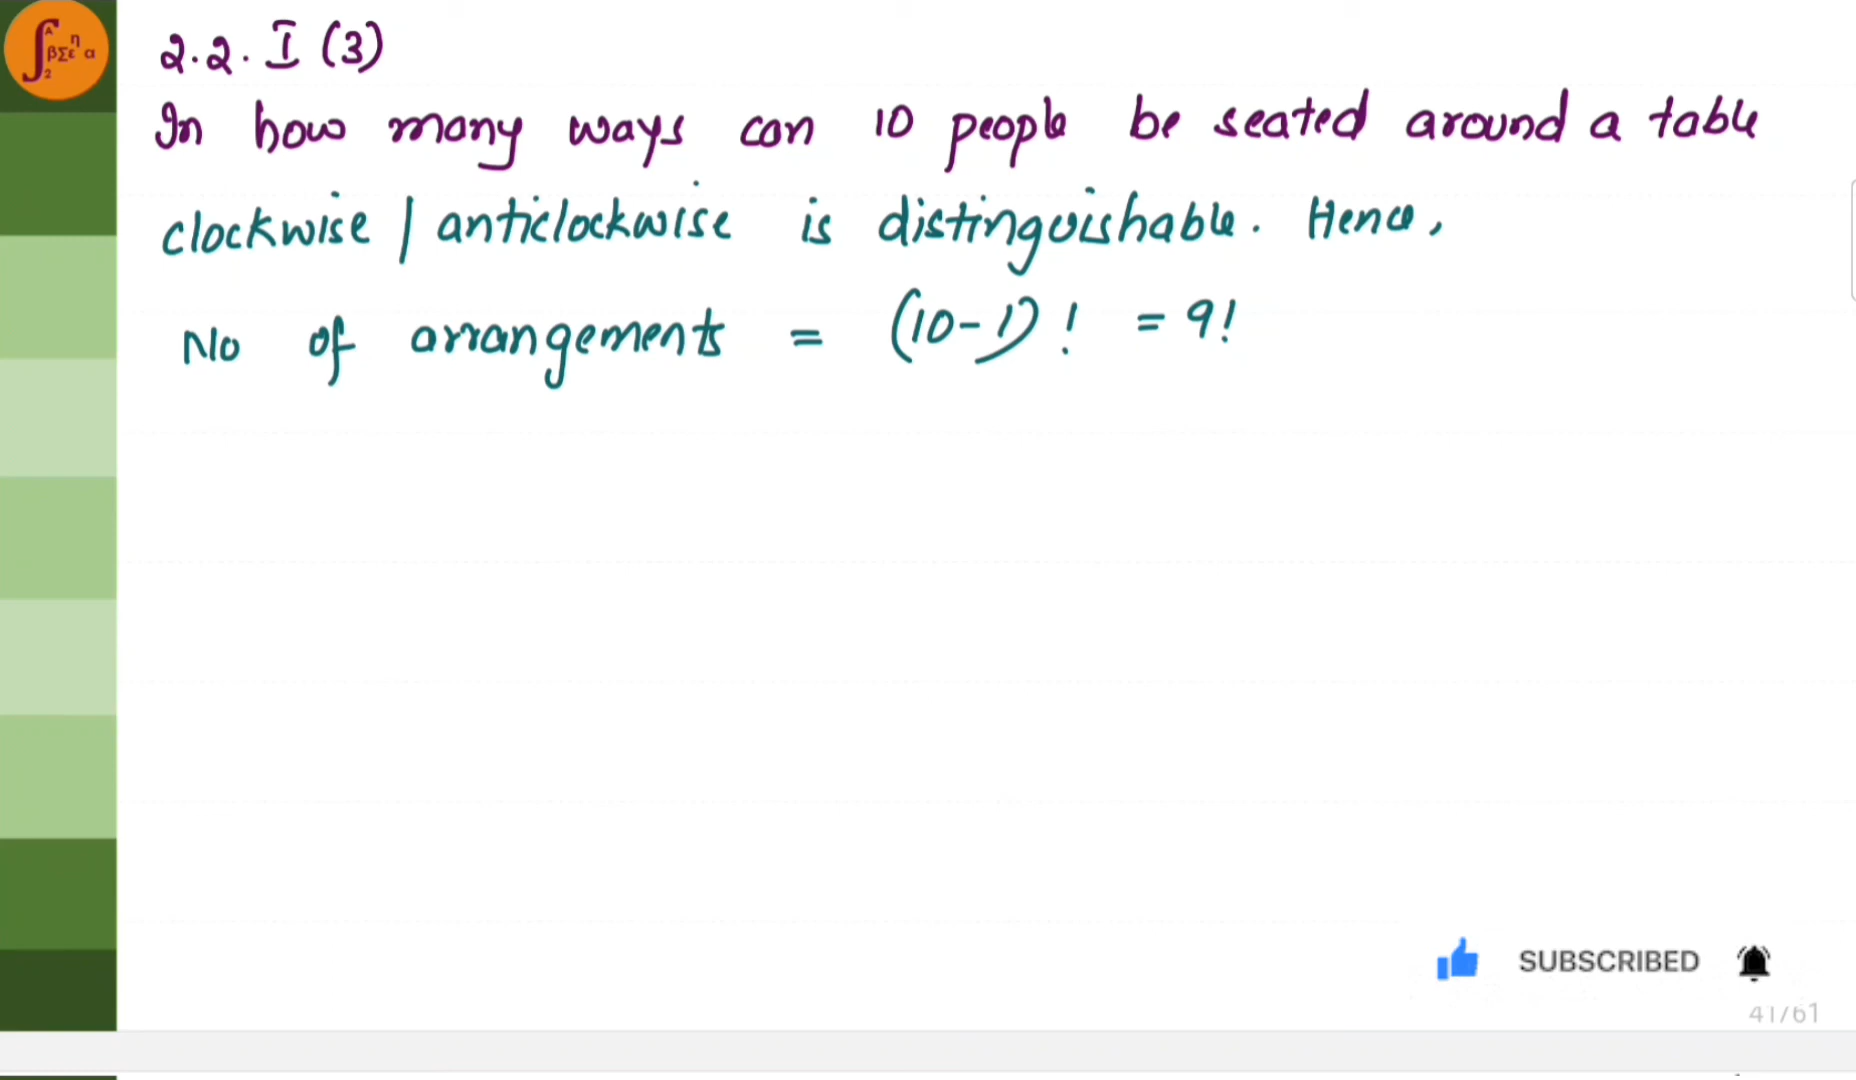 2.2. I (3)
In how many ways can 10 people be seated around a table
clockwise / anticlockwise is distinguishable. Hence,
No of arrangements = (10-1)! = 9!
SUBSCRIBED
41/61